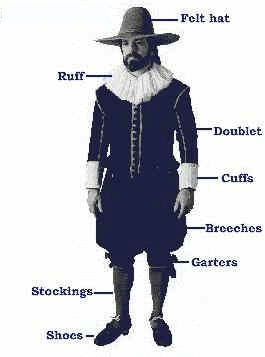 Felt hat
Ruff
Doublet
Cuffs
Breeches
Garters
Stockings
Shoes